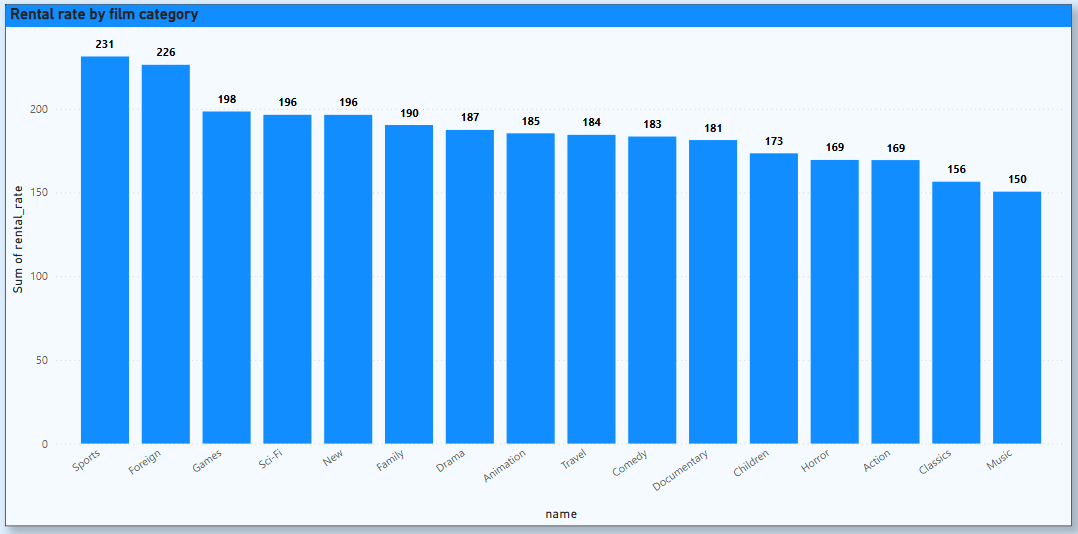 Rental rate by film category
231
226
198
196
196
190
187
185
184
183
181
173
169
169
156
150
200
150
100
50
0
Sum of rental_rate
Sports
Foreign
Games
Sci-Fi
New
Family
Drama
Animation
Travel
Comedy
Documentary
Children
Horror
Action
Classics
Music
name